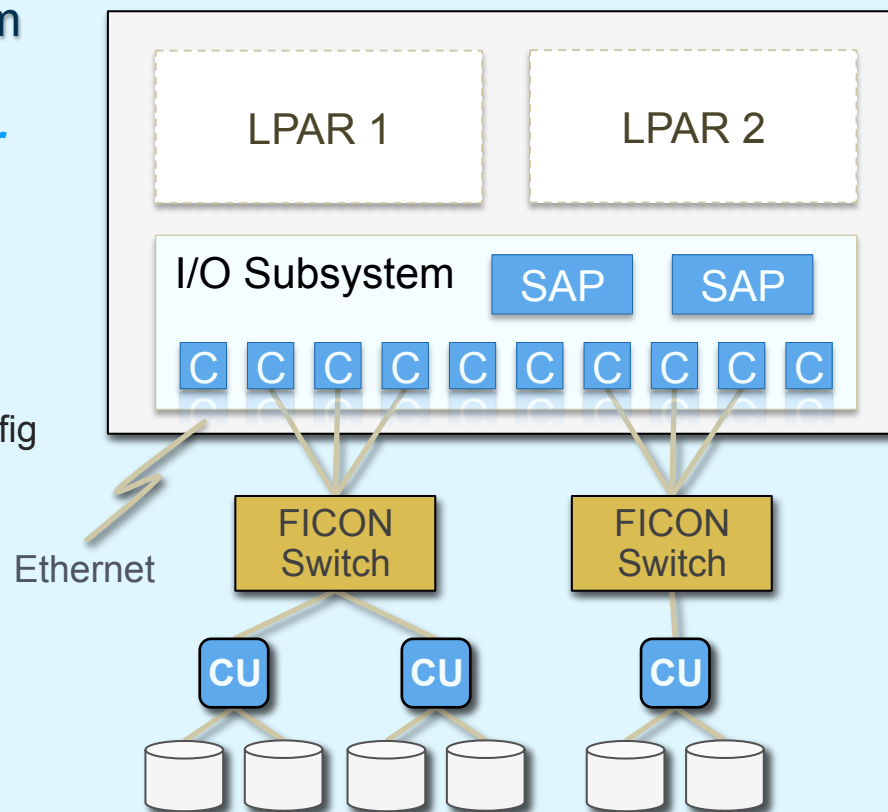 m
r
LPAR 1
LPAR 2
I/O Subsystem
SAP
SAP
C C C C C C C C C C
fig
Ethernet
FICON
Switch
FICON
Switch
CU
CU
CU